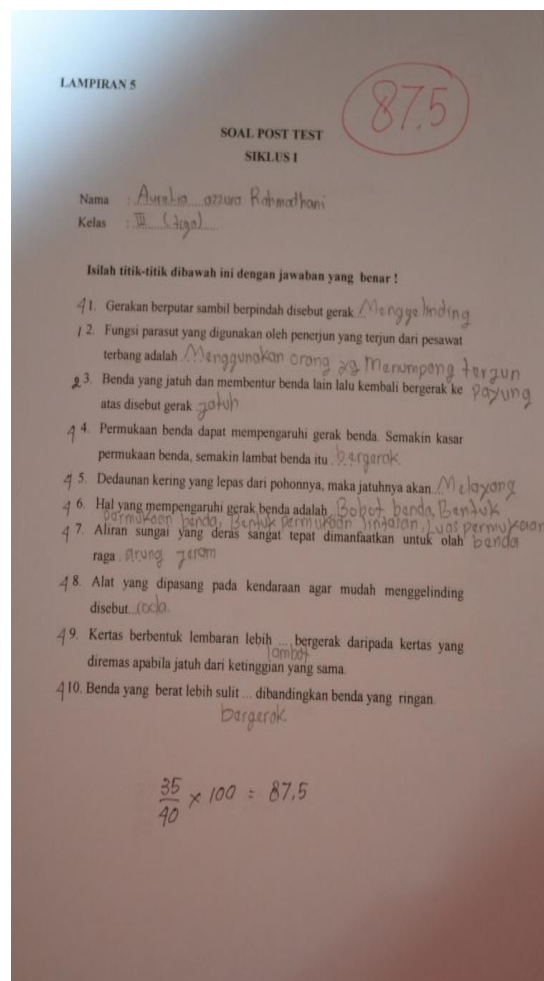 LAMPIRAN 5
87.5
SOAL POST TEST
SIKLUS I
Nama : Aurelia azzura Rahmadhani
Kelas : III (tiga)
Isilah titik-titik dibawah ini dengan jawaban yang benar !
4 1. Gerakan berputar sambil berpindah disebut gerak Menggelinding
1 2. Fungsi parasut yang digunakan oleh penerjun yang terjun dari pesawat
terbang adalah Menggunakan orang yg Menumpang terzun
payung
2 3. Benda yang jatuh dan membentur benda lain lalu kembali bergerak ke
atas disebut gerak jatuh
4 4. Permukaan benda dapat mempengaruhi gerak benda. Semakin kasar
permukaan benda, semakin lambat benda itu bergerak
4 5. Dedaunan kering yang lepas dari pohonnya, maka jatuhnya akan Melayang
4 6. Hal yang mempengaruhi gerak benda adalah Bobot benda, Bentuk
permukaan benda, Bentuk permukaan lintasan, Luas permukaan
benda
4 7. Aliran sungai yang deras sangat tepat dimanfaatkan untuk olah
raga arung jeram
4 8. Alat yang dipasang pada kendaraan agar mudah menggelinding
disebut...roda.
4 9. Kertas berbentuk lembaran lebih ... bergerak daripada kertas yang
lambat
diremas apabila jatuh dari ketinggian yang sama.
4 10. Benda yang berat lebih sulit ... dibandingkan benda yang ringan.
bergerak
35/40 × 100 = 87,5